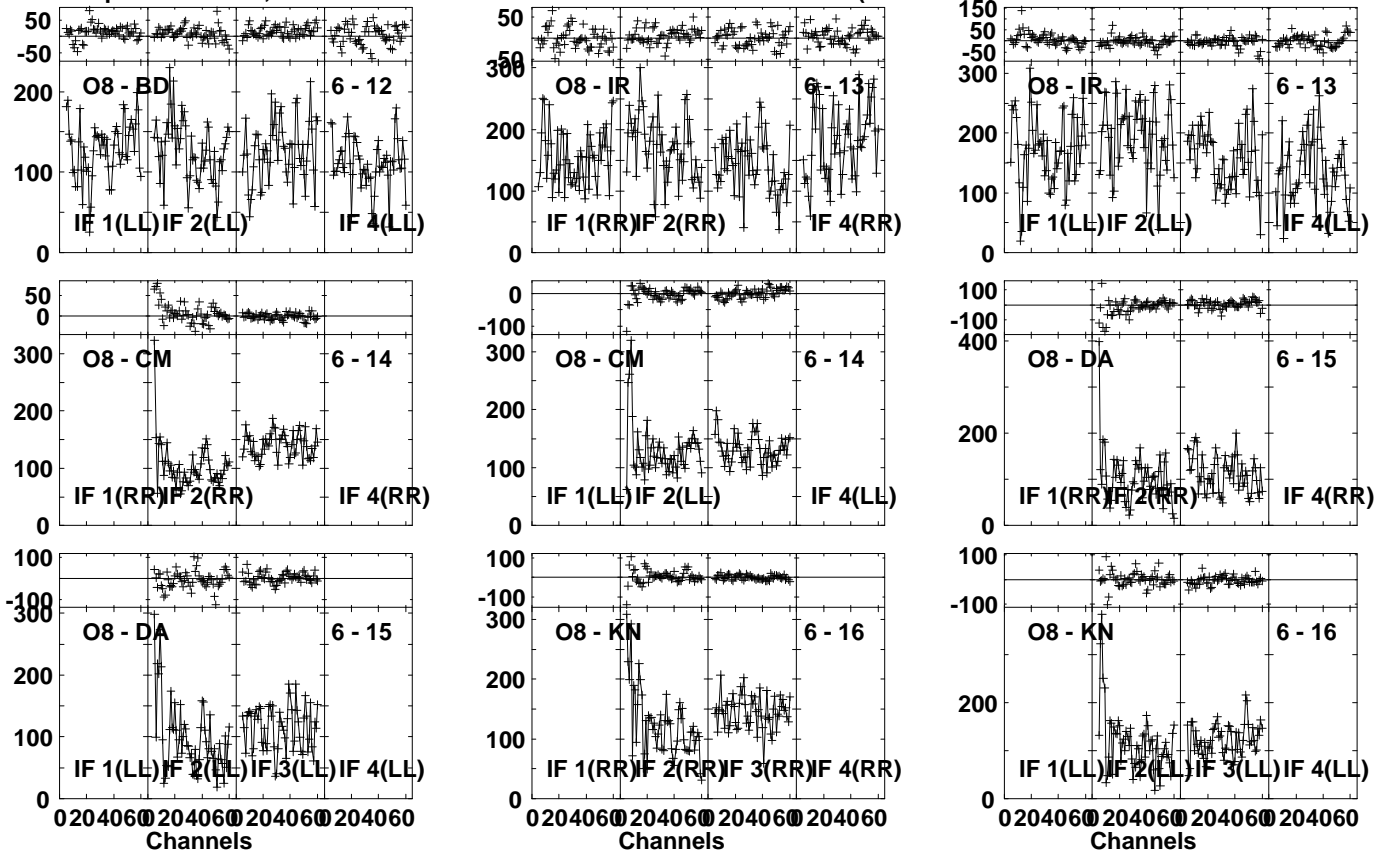 50
-50
200
100
0
O8 - BD 6 - 12
IF 1(LL) IF 2(LL) IF 4(LL)
50
-50
300
200
100
0
O8 - IR 6 - 13
IF 1(RR) IF 2(RR) IF 4(RR)
150
50
-50
300
200
100
0
O8 - IR 6 - 13
IF 1(LL) IF 2(LL) IF 4(LL)
50
0
300
200
100
0
O8 - CM 6 - 14
IF 1(RR) IF 2(RR) IF 4(RR)
0
-100
300
200
100
0
O8 - CM 6 - 14
IF 1(LL) IF 2(LL) IF 4(LL)
100
-100
400
200
0
O8 - DA 6 - 15
IF 1(RR) IF 2(RR) IF 4(RR)
100
-100
300
200
100
0
O8 - DA 6 - 15
IF 1(LL) IF 2(LL) IF 3(LL) IF 4(LL)
0 20 40 60 0 20 40 60 0 20 40 60 0 20 40 60
Channels
100
-100
300
200
100
0
O8 - KN 6 - 16
IF 1(RR) IF 2(RR) IF 3(RR) IF 4(RR)
0 20 40 60 0 20 40 60 0 20 40 60 0 20 40 60
Channels
100
-100
200
0
O8 - KN 6 - 16
IF 1(LL) IF 2(LL) IF 3(LL) IF 4(LL)
0 20 40 60 0 20 40 60 0 20 40 60 0 20 40 60
Channels